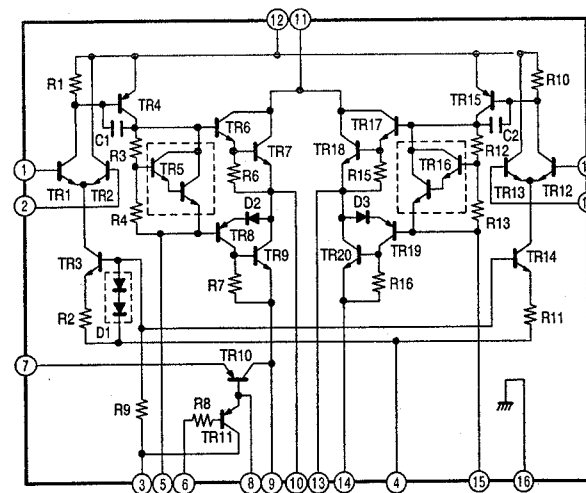 12 11
R1 R10
TR4 TR15
C1 TR6 TR17 C2
R3 TR5 TR7 TR18 TR16 R12
1 R6 R15
TR1 TR2 TR13 TR12
2 D2 D3
R4 R13
TR8 TR19
TR3 TR9 TR20 TR14
R7 R16
R2 D1 R11
7 TR10
R9 R8
TR11
3 5 6 8 9 10 13 14 4 15 16